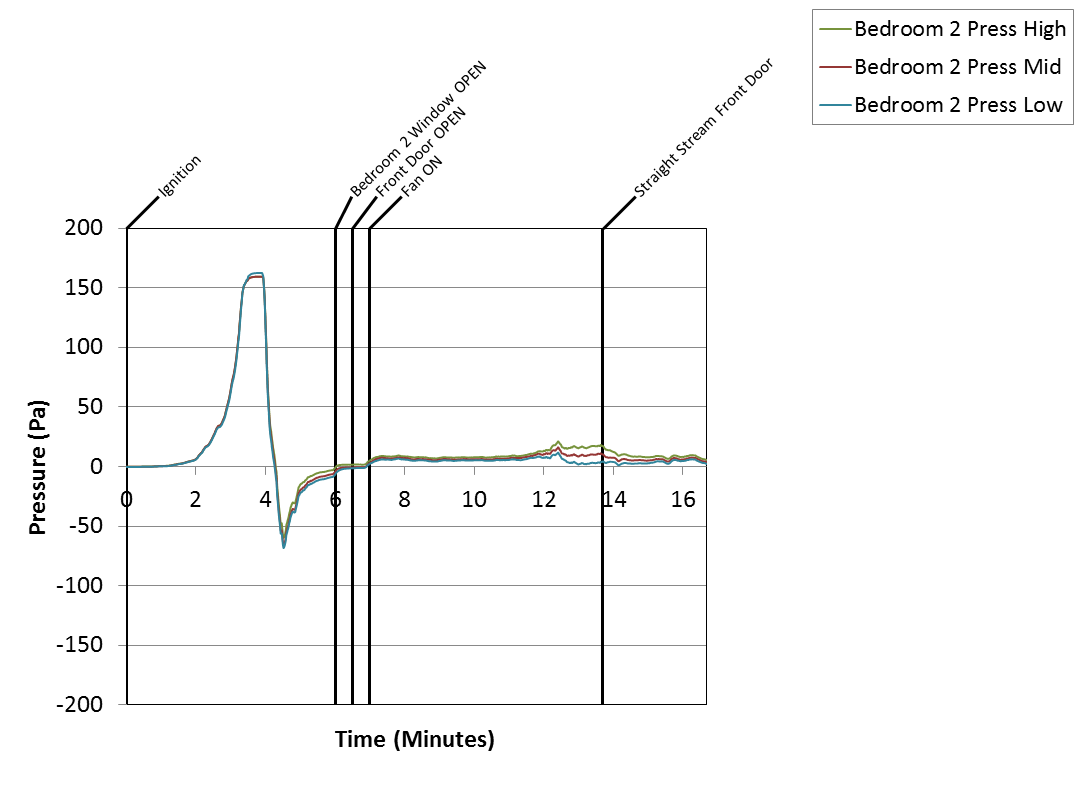 Bedroom 2 Press High
Bedroom 2 Press Mid
Bedroom 2 Press Low
Ignition
Bedroom 2 Window OPEN
Front Door OPEN
Fan ON
Straight Stream Front Door
200
150
100
50
0
-50
-100
-150
-200
0 2 4 6 8 10 12 14 16
Pressure (Pa)
Time (Minutes)